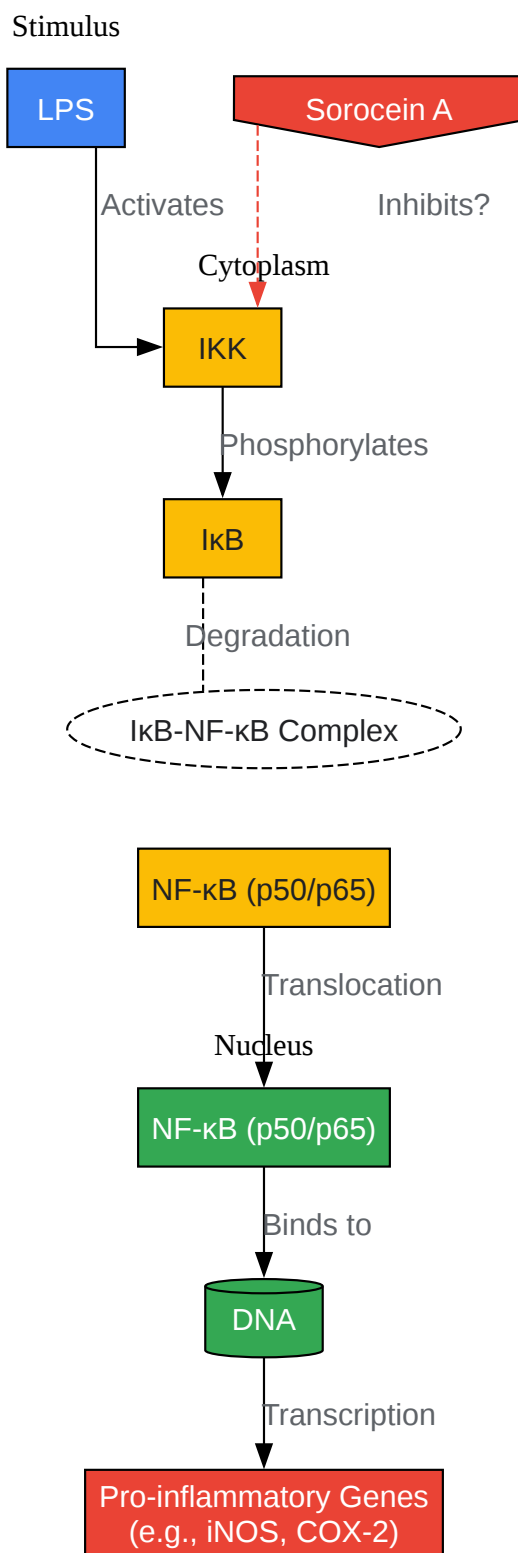 Stimulus
LPS
Sorocein A
Activates
Inhibits?
Cytoplasm
IKK
Phosphorylates
IκB
Degradation
IκB-NF-κB Complex
NF-κB (p50/p65)
Translocation
Nucleus
NF-κB (p50/p65)
Binds to
DNA
Transcription
Pro-inflammatory Genes
(e.g., iNOS, COX-2)